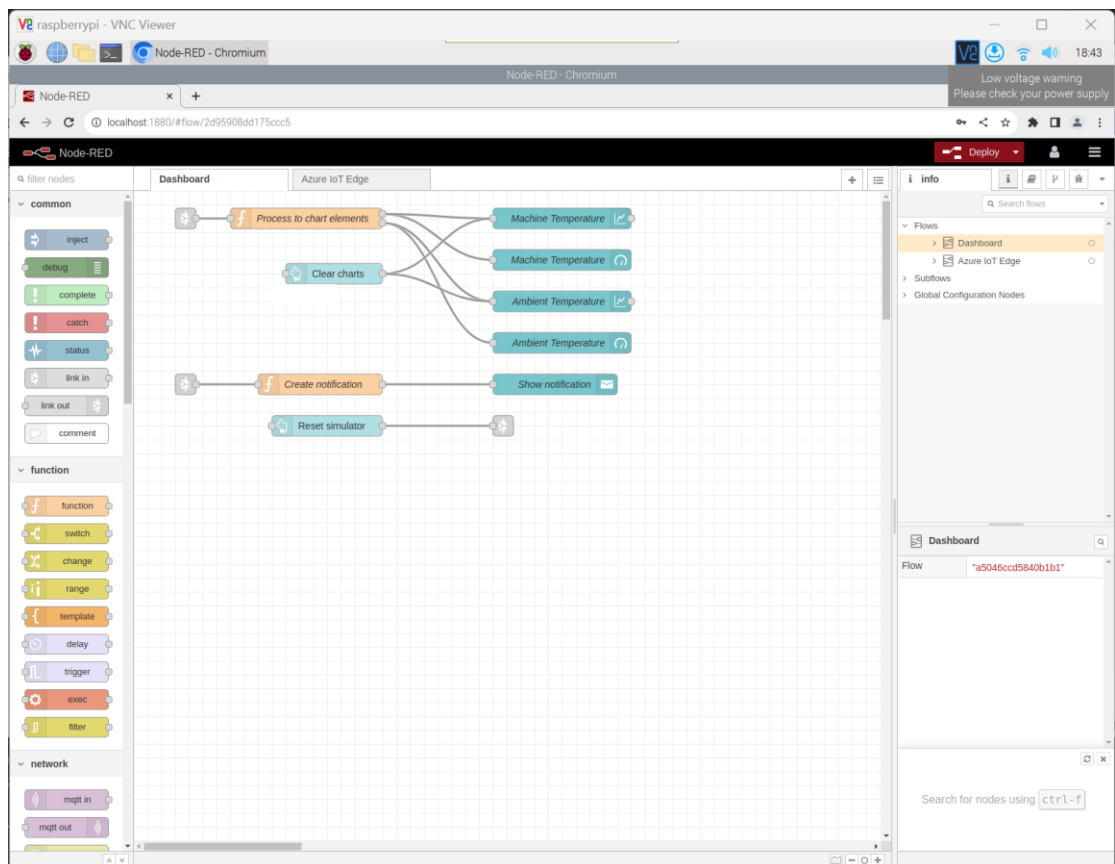 raspberrypi - VNC Viewer
Node-RED - Chromium
18:43
Node-RED - Chromium
Low voltage warning
Please check your power supply
Node-RED
localhost:1880/#flow/2d95908dd175ccc5
Node-RED
Deploy
filter nodes
Dashboard
Azure IoT Edge
info
i
Search flows
common
inject
debug
complete
catch
status
link in
link out
comment
function
function
switch
change
range
template
delay
trigger
exec
filter
network
mqtt in
mqtt out
Process to chart elements
Clear charts
Machine Temperature
Machine Temperature
Ambient Temperature
Ambient Temperature
Create notification
Show notification
Reset simulator
Flows
Dashboard
Azure IoT Edge
Subflows
Global Configuration Nodes
Dashboard
Flow "a5046ccd5840b1b1"
Search for nodes using ctrl-f